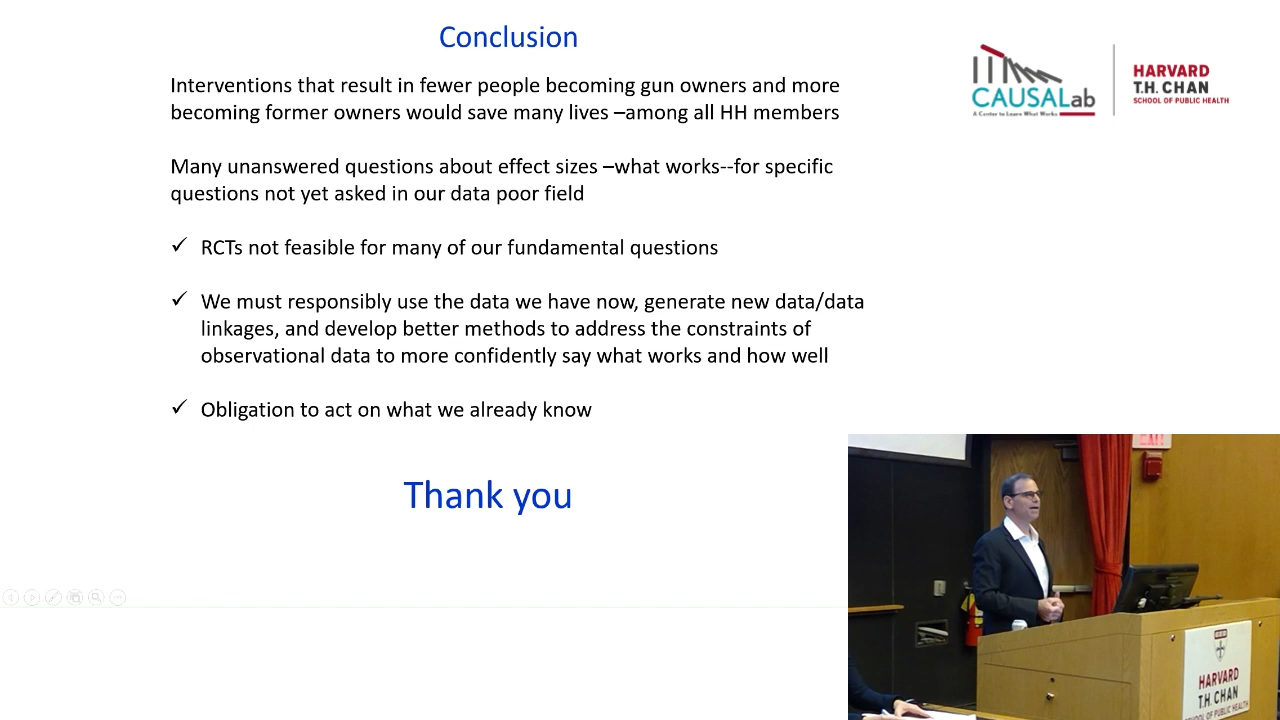 Conclusion
Interventions that result in fewer people becoming gun owners and more
becoming former owners would save many lives –among all HH members
Many unanswered questions about effect sizes –what works--for specific
questions not yet asked in our data poor field
✓ RCTs not feasible for many of our fundamental questions
✓ We must responsibly use the data we have now, generate new data/data
linkages, and develop better methods to address the constraints of
observational data to more confidently say what works and how well
✓ Obligation to act on what we already know
Thank you
CAUSALab
A Center to Learn What Works
HARVARD
T.H. CHAN
SCHOOL OF PUBLIC HEALTH
EXIT
HARVARD
T.H. CHAN
SCHOOL OF PUBLIC HEALTH